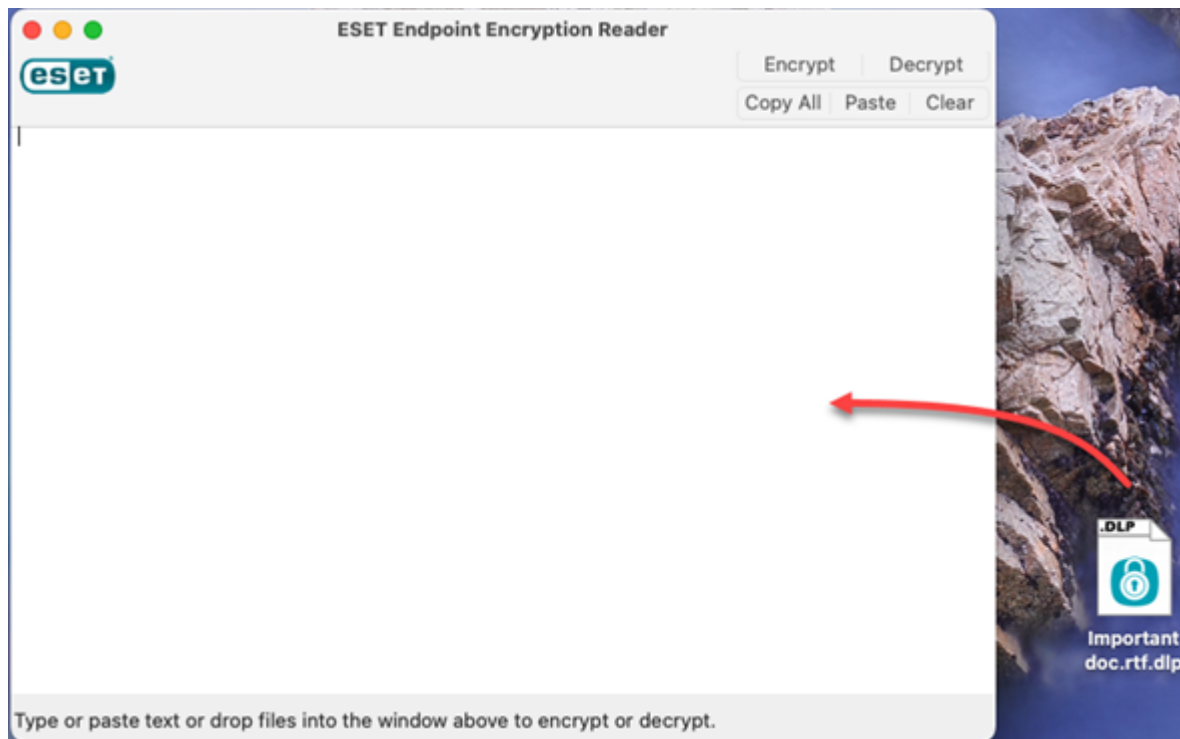 ESET Endpoint Encryption Reader
eseT
Encrypt Decrypt
Copy All Paste Clear
.DLP
Important
doc.rtf.dlp
Type or paste text or drop files into the window above to encrypt or decrypt.